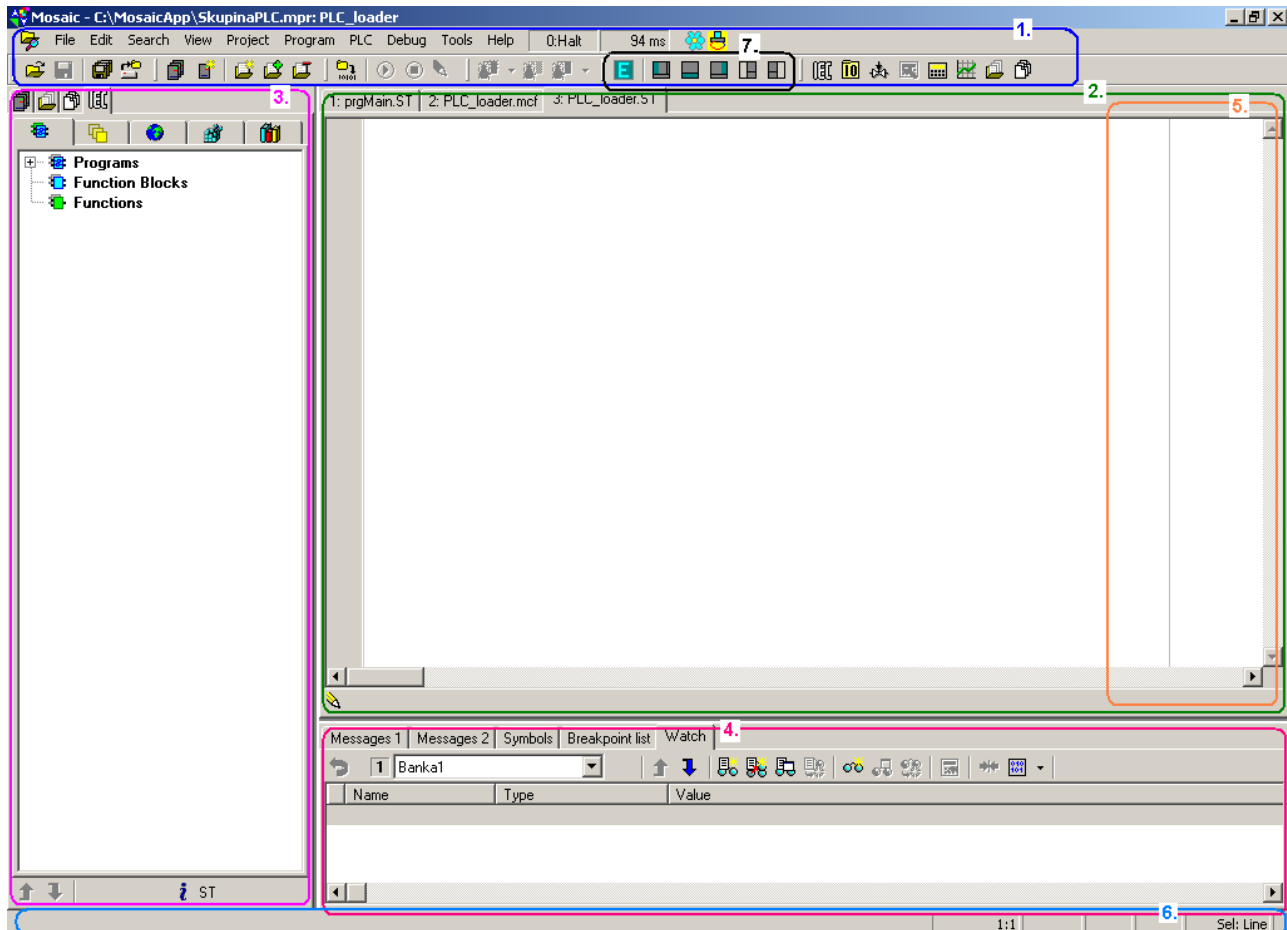 Mosaic - C:\MosaicApp\SkupinaPLC.mpr: PLC_loader
File Edit Search View Project Program PLC Debug Tools Help 0:Halt 94 ms
1.
7.
E
10
3.
2.
1: prgMain.ST 2: PLC_loader.mcf 3: PLC_loader.ST
5.
Programs
Function Blocks
Functions
i ST
Messages 1 Messages 2 Symbols Breakpoint list Watch
4.
1 Banka1
Name Type Value
6.
1:1 Sel: Line